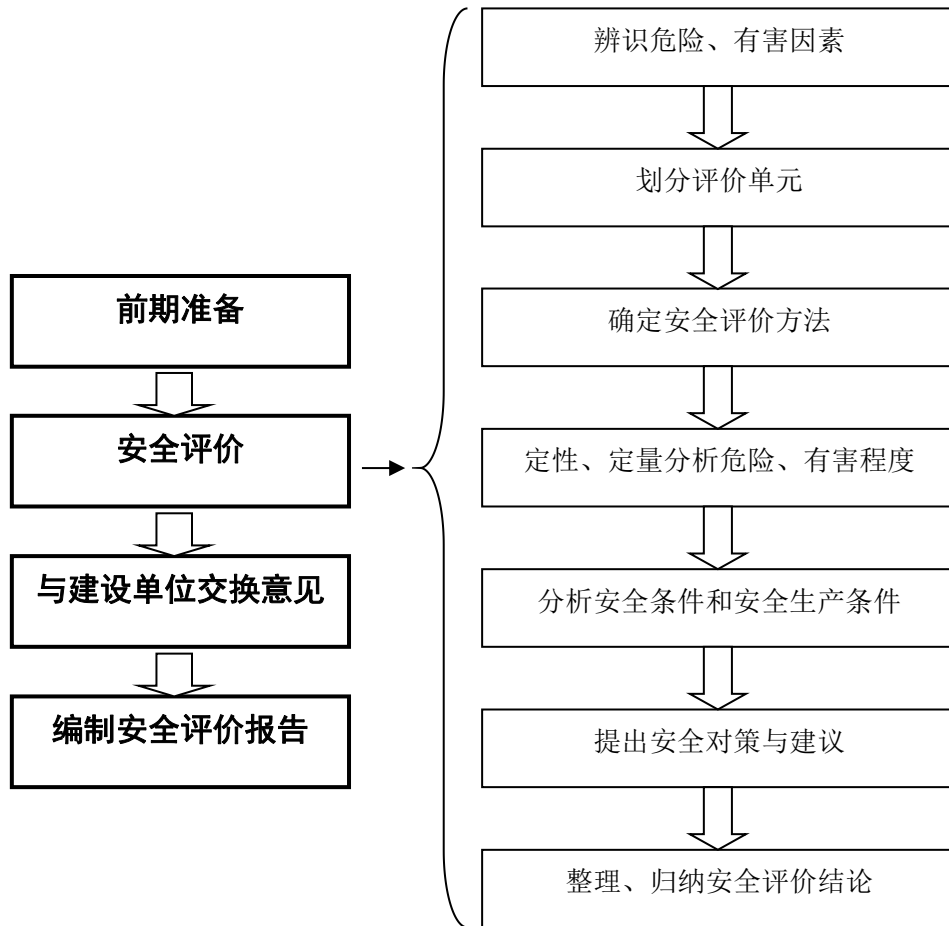 前期准备
安全评价
与建设单位交换意见
编制安全评价报告
辨识危险、有害因素
划分评价单元
确定安全评价方法
定性、定量分析危险、有害程度
分析安全条件和安全生产条件
提出安全对策与建议
整理、归纳安全评价结论